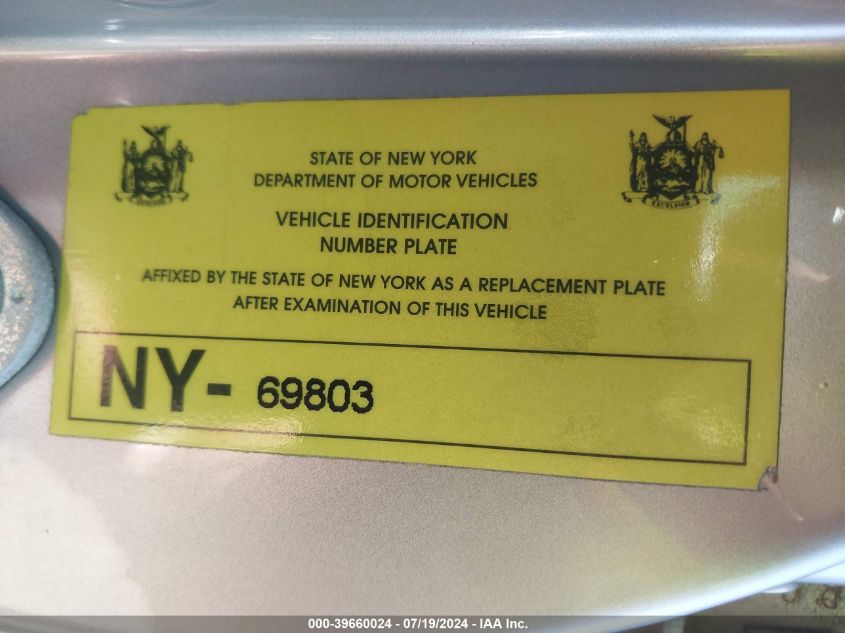 STATE OF NEW YORK
DEPARTMENT OF MOTOR VEHICLES
VEHICLE IDENTIFICATION
NUMBER PLATE
AFFIXED BY THE STATE OF NEW YORK AS A REPLACEMENT PLATE
AFTER EXAMINATION OF THIS VEHICLE
NY- 69803
EXCELSIOR
000-39660024 - 07/19/2024 - IAA Inc.